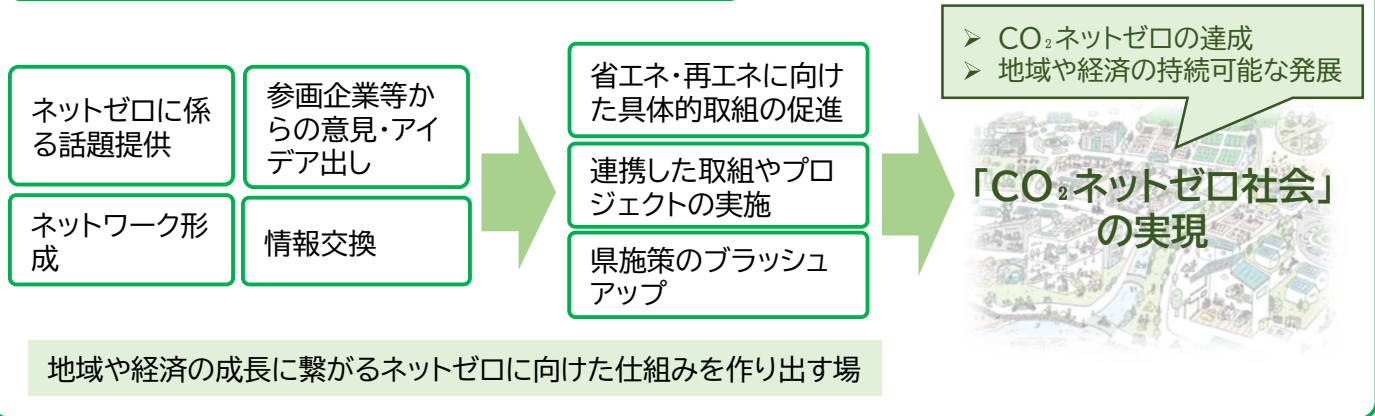 ネットゼロに係
る話題提供
参画企業等か
らの意見・アイ
デア出し
ネットワーク形
成
情報交換
省エネ・再エネに向け
た具体的取組の促進
連携した取組やプロ
ジェクトの実施
県施策のブラッシュ
アップ
➢ CO₂ネットゼロの達成
➢ 地域や経済の持続可能な発展
「CO₂ネットゼロ社会」
の実現
地域や経済の成長に繋がるネットゼロに向けた仕組みを作り出す場